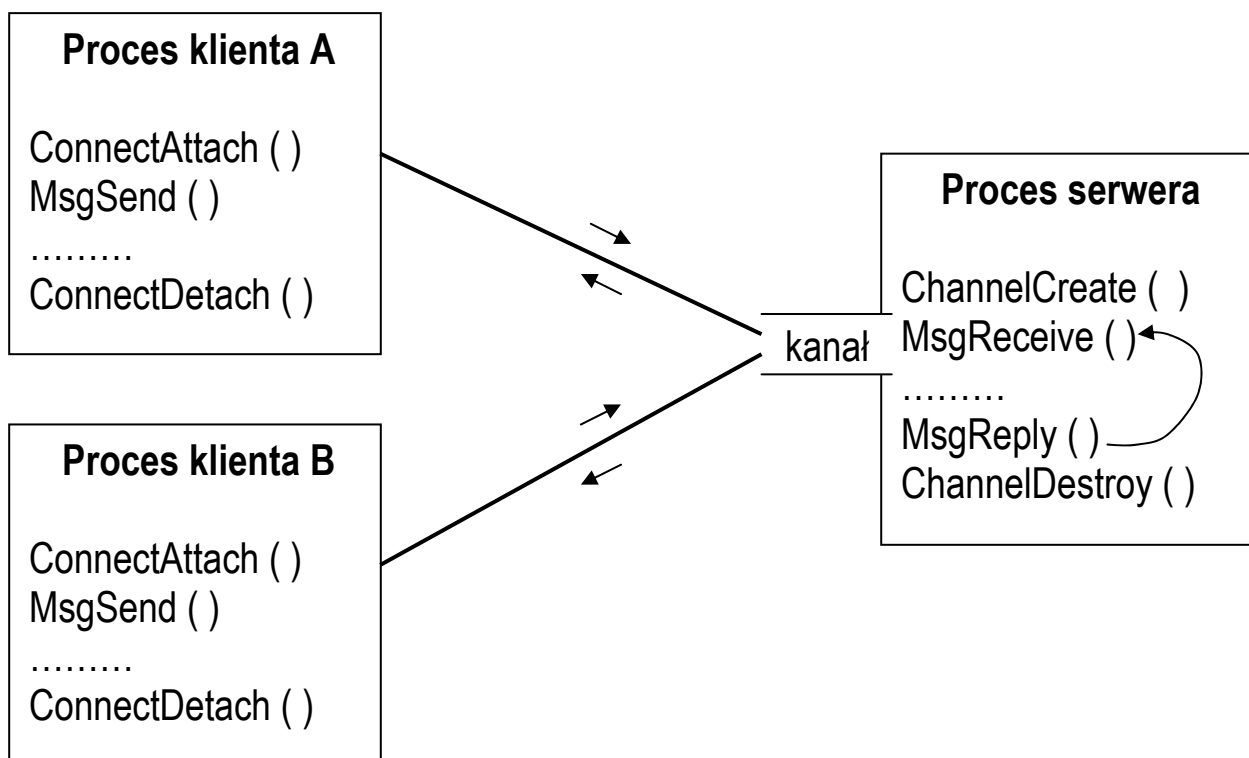 Proces klienta A
ConnectAttach ( )
MsgSend ( )
………
ConnectDetach ( )
Proces klienta B
ConnectAttach ( )
MsgSend ( )
………
ConnectDetach ( )
kanał
Proces serwera
ChannelCreate ( )
MsgReceive ( )
………
MsgReply ( )
ChannelDestroy ( )